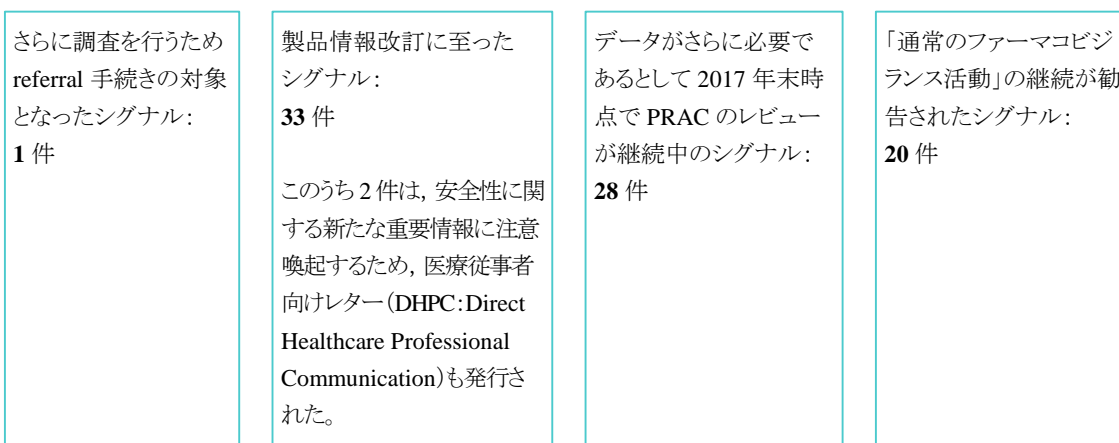 さらに調査を行うため
referral 手続きの対象
となったシグナル：
1 件
製品情報改訂に至った
シグナル：
33 件
このうち 2 件は，安全性に関
する新たな重要情報に注意
喚起するため，医療従事者
向けレター（DHPC：Direct
Healthcare Professional
Communication）も発行さ
れた。
データがさらに必要で
あるとして 2017 年末時
点で PRAC のレビュー
が継続中のシグナル：
28 件
「通常のファーマコビジ
ランス活動」の継続が勧
告されたシグナル：
20 件